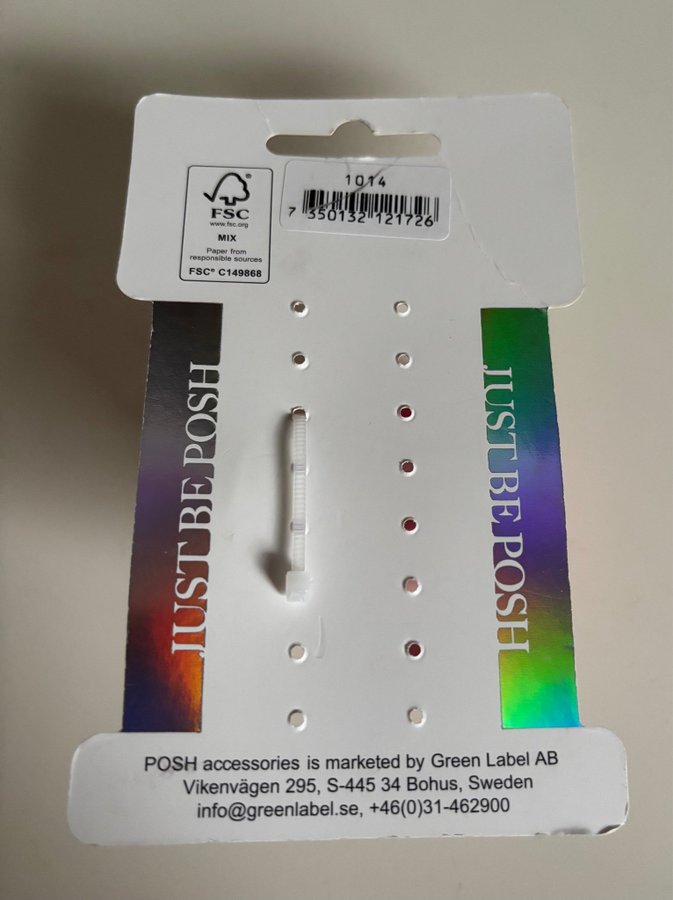 1014
7 350132 121726
FSC
www.fsc.org
MIX
Paper from
responsible sources
FSC® C149868
JUST BE POSH
JUST BE POSH
POSH accessories is marketed by Green Label AB
Vikenvägen 295, S-445 34 Bohus, Sweden
info@greenlabel.se, +46(0)31-462900